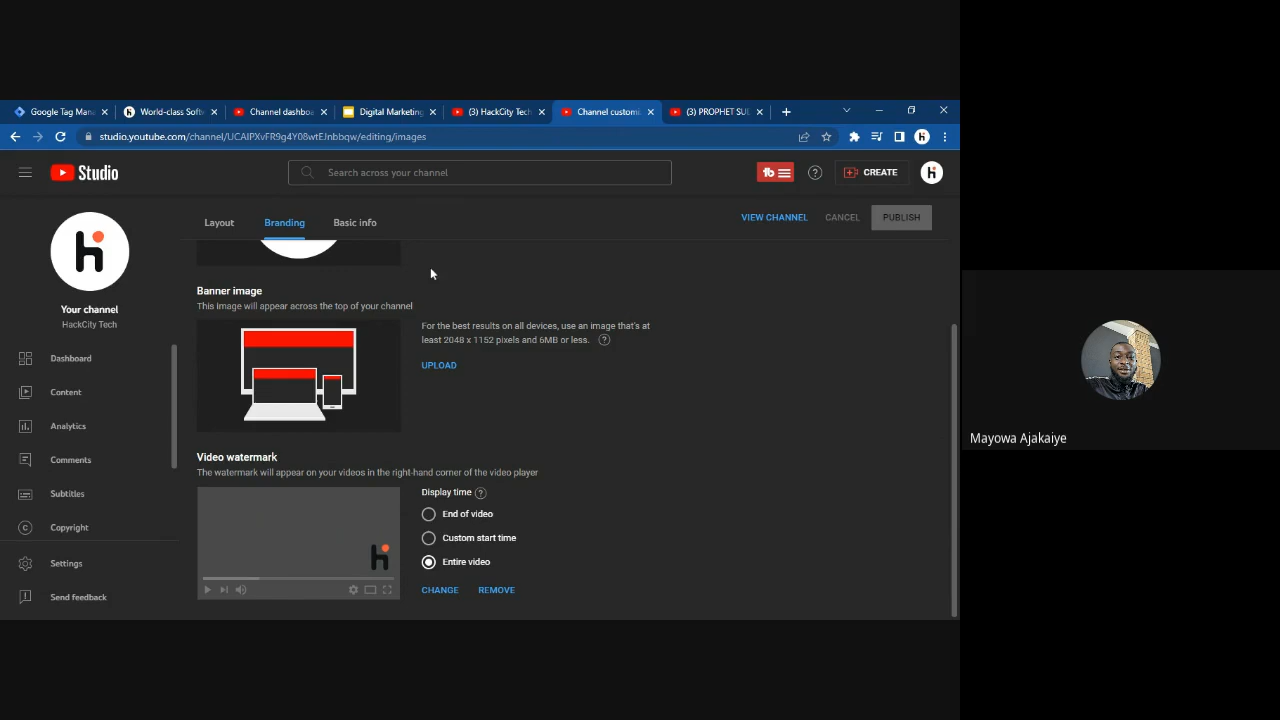 Google Tag Mana
World-class Softw
Channel dashboa
Digital Marketing
(3) HackCity Tech
Channel customi
(3) PROPHET SUD
studio.youtube.com/channel/UCAIPXvFR9g4Y08wtEJnbbqw/editing/images
Studio
Search across your channel
CREATE
Layout
Branding
Basic info
VIEW CHANNEL
CANCEL
PUBLISH
Your channel
HackCity Tech
Dashboard
Content
Analytics
Comments
Subtitles
Copyright
Settings
Send feedback
Banner image
This image will appear across the top of your channel
For the best results on all devices, use an image that's at
least 2048 x 1152 pixels and 6MB or less.
UPLOAD
Video watermark
The watermark will appear on your videos in the right-hand corner of the video player
Display time
End of video
Custom start time
Entire video
CHANGE
REMOVE
Mayowa Ajakaiye